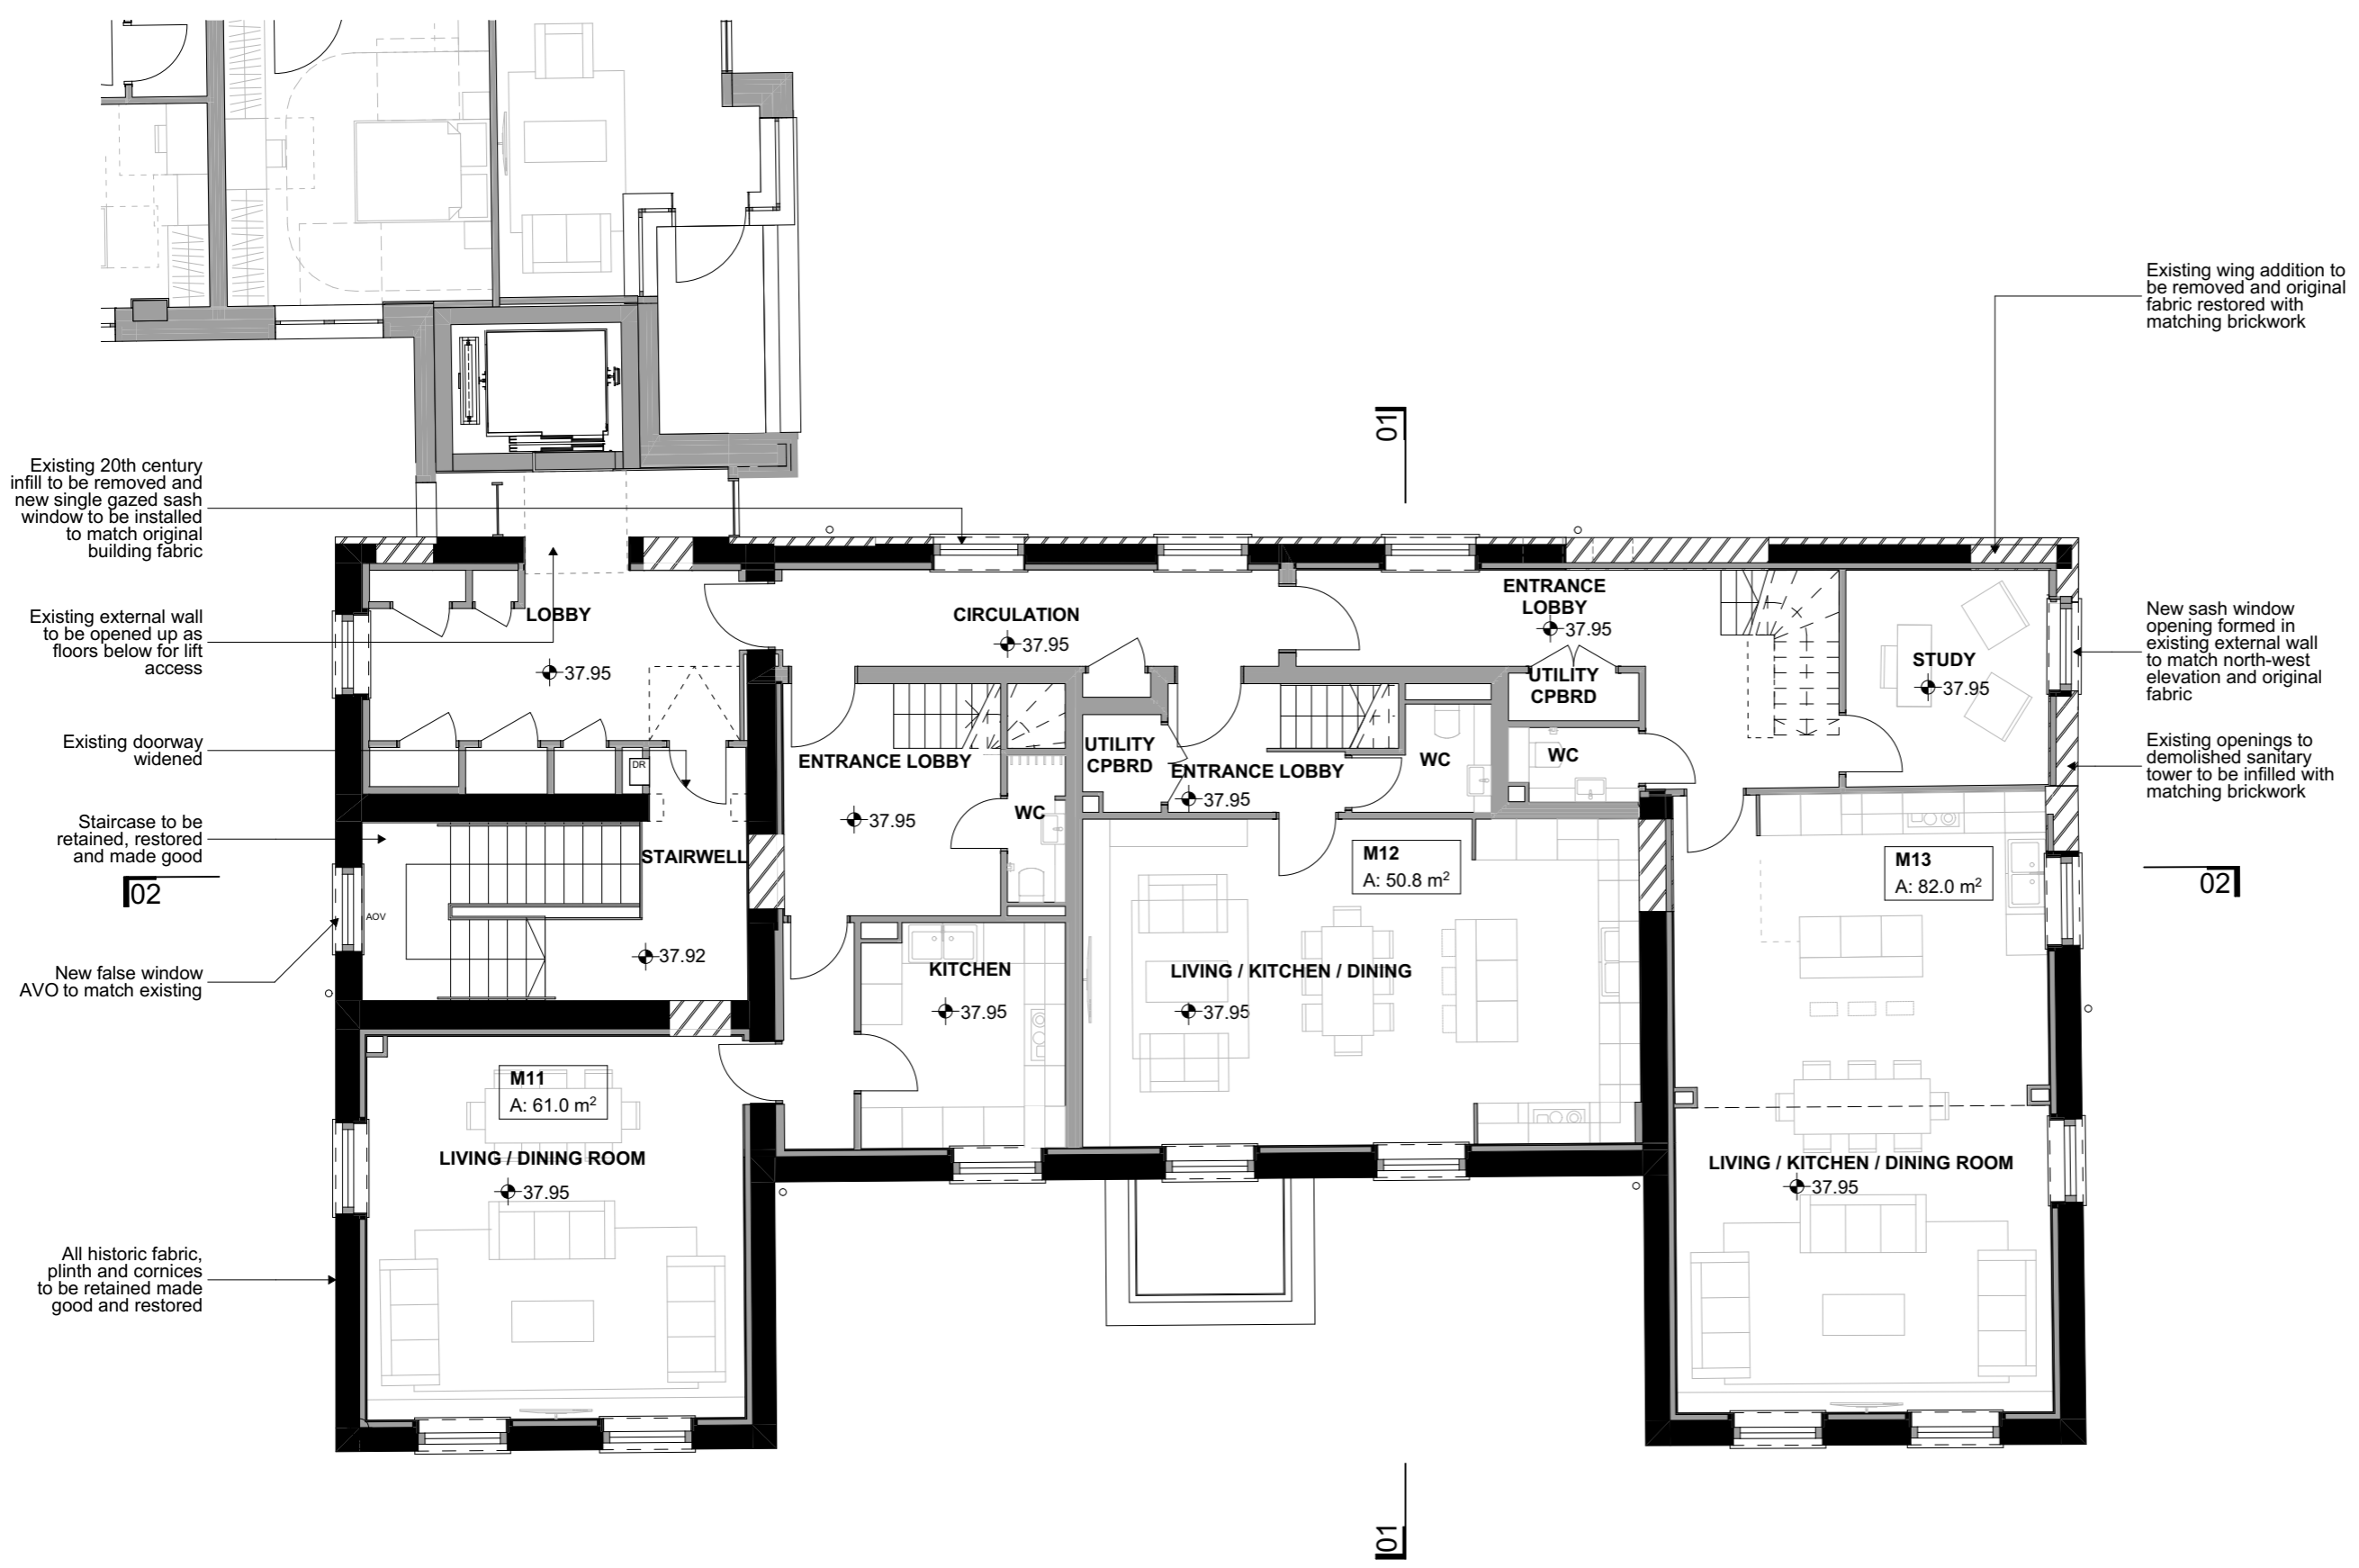 Existing wing addition to
be removed and original
fabric restored with
matching brickwork
01
Existing 20th century
infill to be removed and
new single gazed sash
window to be installed
to match original
building fabric
Existing external wall
to be opened up as
floors below for lift
access
Existing doorway
widened
Staircase to be
retained, restored
and made good
02
New false window
AVO to match existing
All historic fabric,
plinth and cornices
to be retained made
good and restored
LOBBY
37.95
DR
STAIRWELL
AOV
37.92
M11
A: 61.0 m²
LIVING / DINING ROOM
37.95
CIRCULATION
37.95
ENTRANCE LOBBY
37.95
WC
KITCHEN
37.95
UTILITY
CPBRD
ENTRANCE LOBBY
37.95
WC
M12
A: 50.8 m²
LIVING / KITCHEN / DINING
37.95
ENTRANCE
LOBBY
37.95
UTILITY
CPBRD
WC
STUDY
37.95
M13
A: 82.0 m²
LIVING / KITCHEN / DINING ROOM
37.95
New sash window
opening formed in
existing external wall
to match north-west
elevation and original
fabric
Existing openings to
demolished sanitary
tower to be infilled with
matching brickwork
02
01